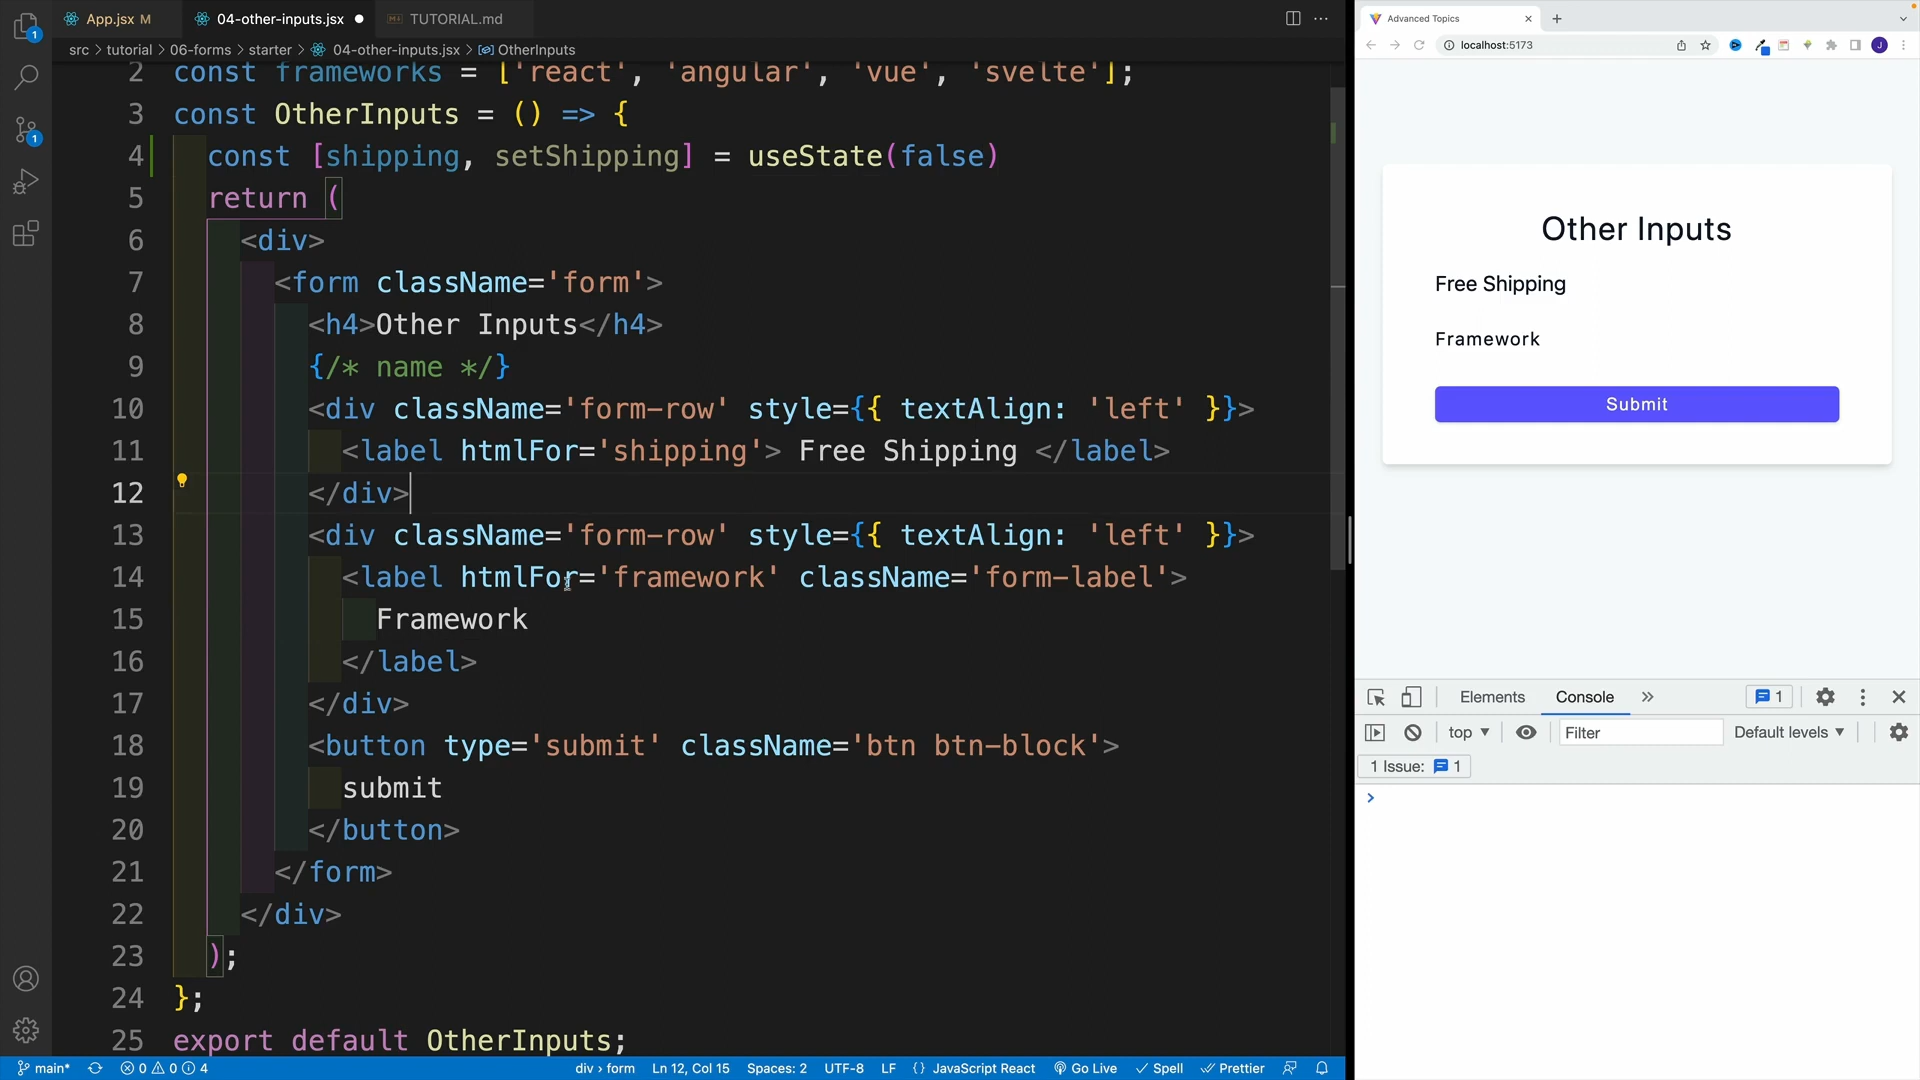 App.jsx M
04-other-inputs.jsx
TUTORIAL.md
src > tutorial > 06-forms > starter > 04-other-inputs.jsx > OtherInputs
2 const frameworks = ['react', 'angular', 'vue', 'svelte'];
3 const OtherInputs = () => {
4 const [shipping, setShipping] = useState(false)
5 return (
6 <div>
7 <form className='form'>
8 <h4>Other Inputs</h4>
9 {/* name */}
10 <div className='form-row' style={{ textAlign: 'left' }}>
11 <label htmlFor='shipping'> Free Shipping </label>
12 </div>
13 <div className='form-row' style={{ textAlign: 'left' }}>
14 <label htmlFor='framework' className='form-label'>
15 Framework
16 </label>
17 </div>
18 <button type='submit' className='btn btn-block'>
19 submit
20 </button>
21 </form>
22 </div>
23 );
24 };
25 export default OtherInputs;
1
1
main*
0 0 4
div > form
Ln 12, Col 15
Spaces: 2
UTF-8
LF
{} JavaScript React
Go Live
Spell
Prettier
Advanced Topics
localhost:5173
J
Other Inputs
Free Shipping
Framework
Submit
Elements
Console
1
top
Filter
Default levels
1 Issue: 1